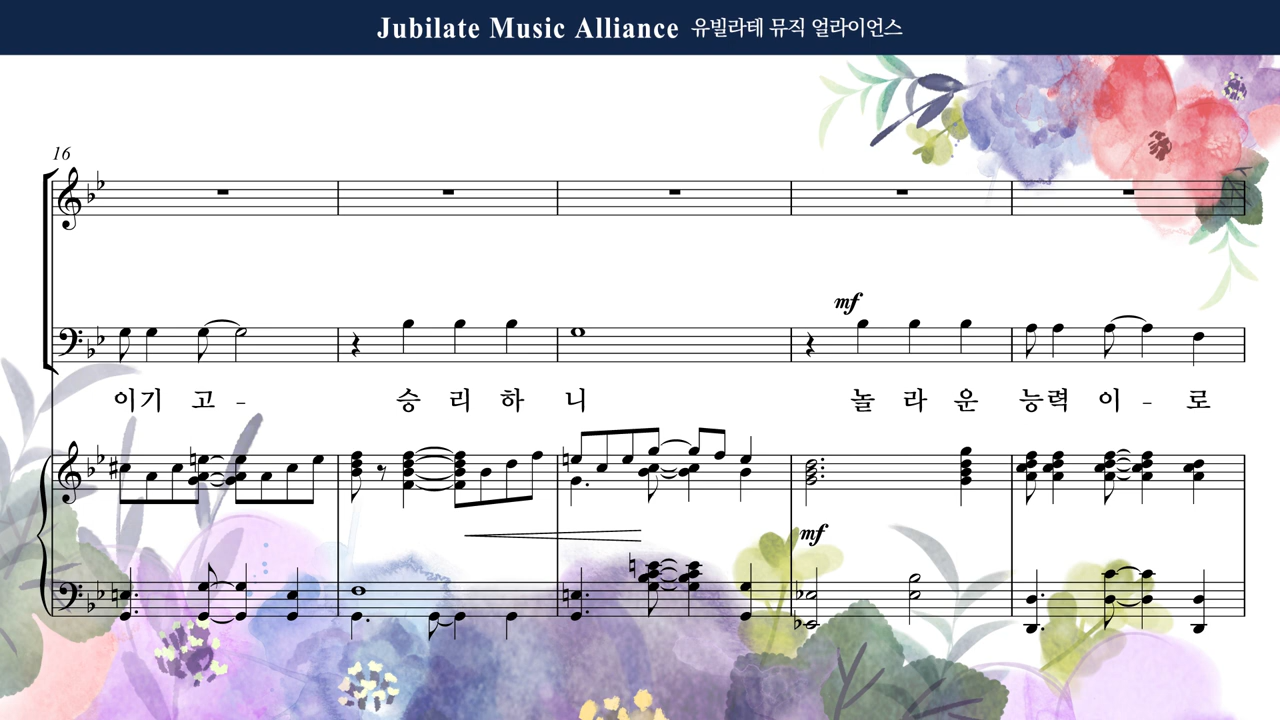 Jubilate Music Alliance 유빌라테 뮤직 얼라이언스
16
mf
이기 고 - 승 리 하 니 놀 라 운 능력 이 - 로
mf